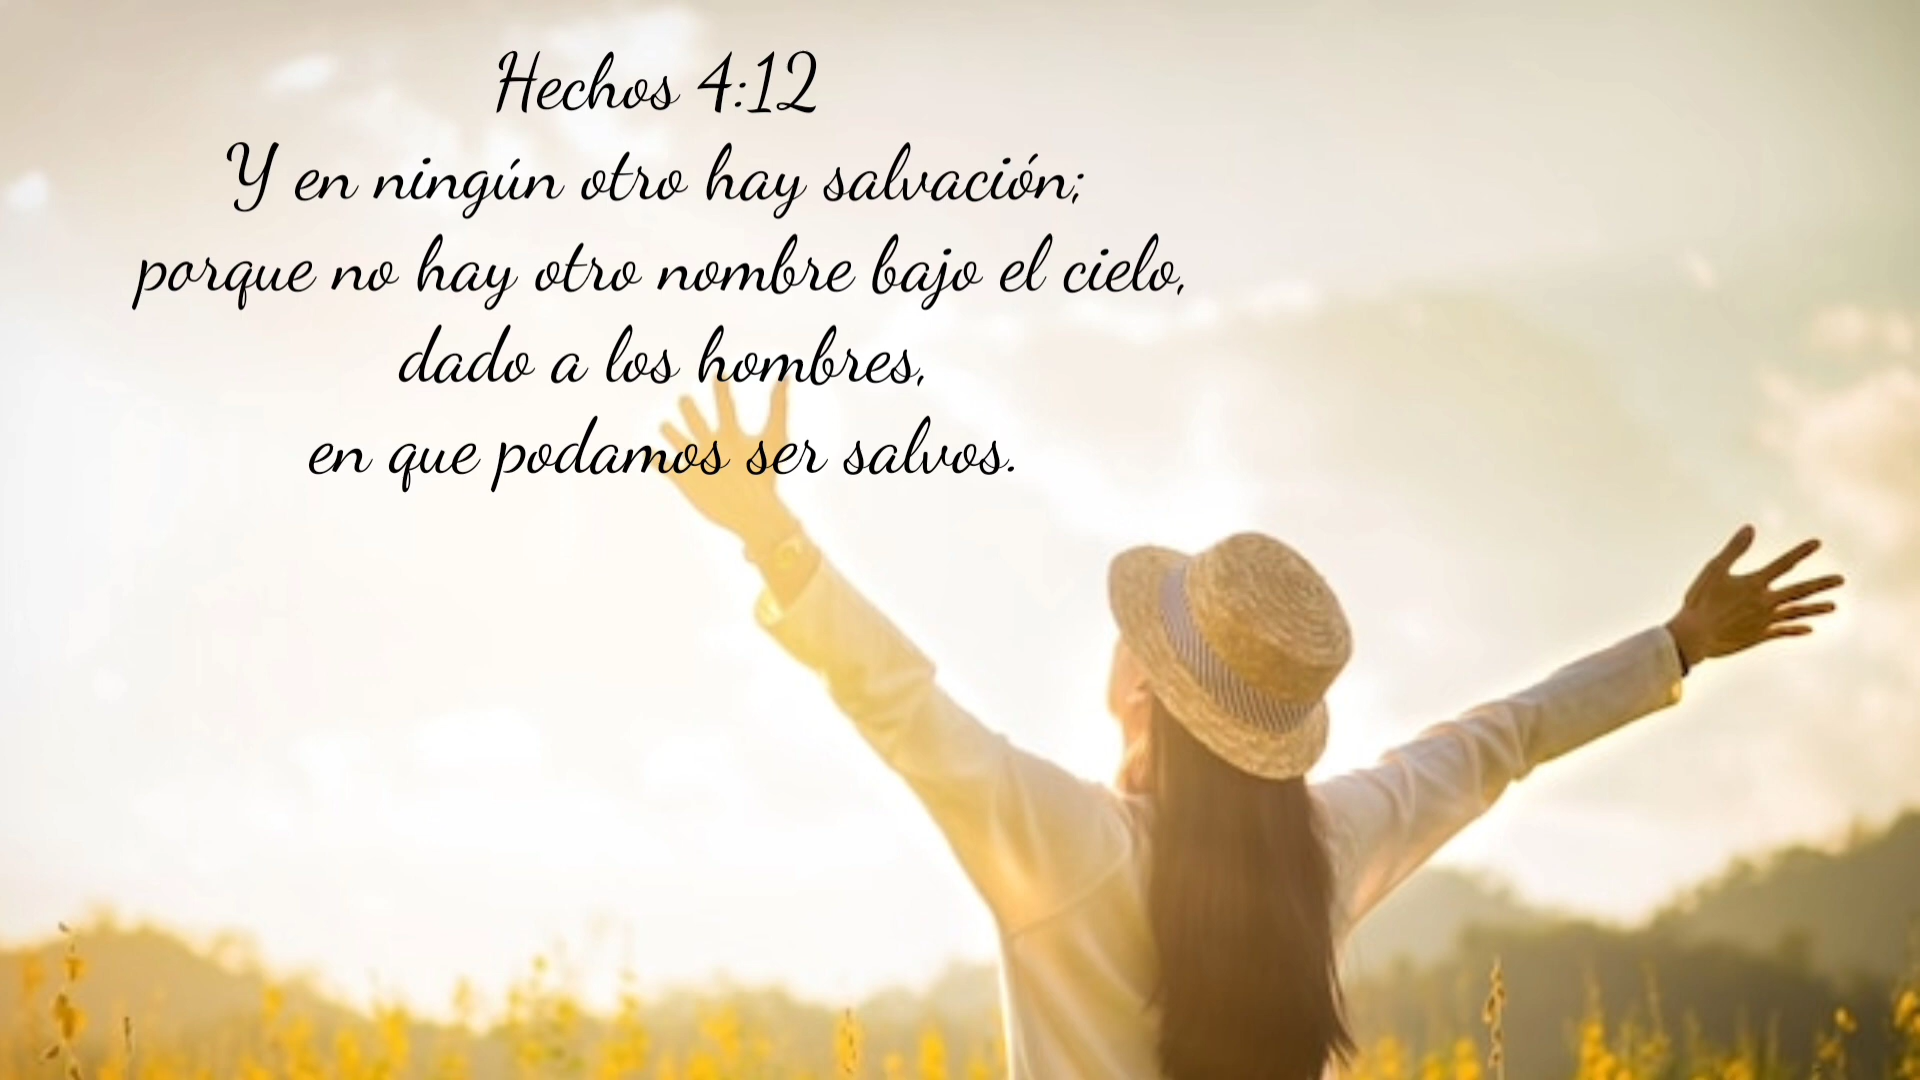 Hechos 4:12
Y en ningún otro hay salvación;
porque no hay otro nombre bajo el cielo,
dado a los hombres,
en que podamos ser salvos.